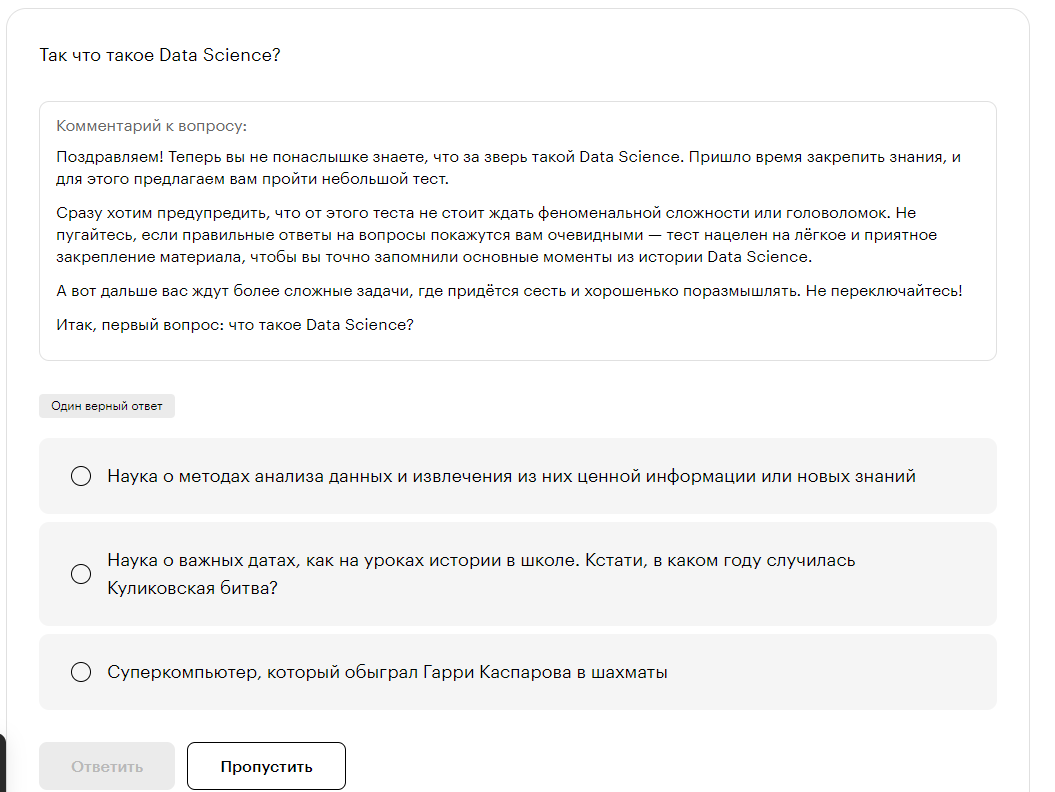 Так что такое Data Science?
Комментарий к вопросу:
Поздравляем! Теперь вы не понаслышке знаете, что за зверь такой Data Science. Пришло время закрепить знания, и
для этого предлагаем вам пройти небольшой тест.
Сразу хотим предупредить, что от этого теста не стоит ждать феноменальной сложности или головоломок. Не
пугайтесь, если правильные ответы на вопросы покажутся вам очевидными — тест нацелен на лёгкое и приятное
закрепление материала, чтобы вы точно запомнили основные моменты из истории Data Science.
А вот дальше вас ждут более сложные задачи, где придётся сесть и хорошенько поразмышлять. Не переключайтесь!
Итак, первый вопрос: что такое Data Science?
Один верный ответ
Наука о методах анализа данных и извлечения из них ценной информации или новых знаний
Наука о важных датах, как на уроках истории в школе. Кстати, в каком году случилась
Куликовская битва?
Суперкомпьютер, который обыграл Гарри Каспарова в шахматы
Ответить
Пропустить